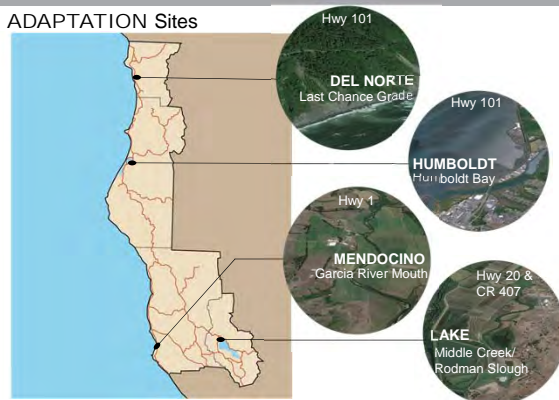 ADAPTATION Sites
Hwy 101
DEL NORTE
Last Chance Grade
Hwy 101
HUMBOLDT
Humboldt Bay
Hwy 1
MENDOCINO
Garcia River Mouth
Hwy 20 &
CR 407
LAKE
Middle Creek/
Rodman Slough